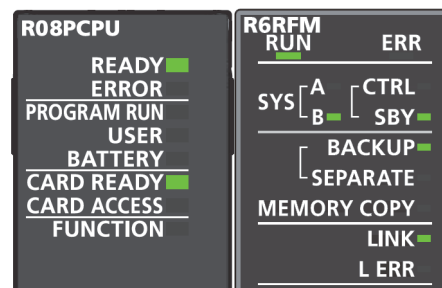 R08PCPU
READY
ERROR
PROGRAM RUN
USER
BATTERY
CARD READY
CARD ACCESS
FUNCTION
R6RFM
RUN ERR
SYS A CTRL
B SBY
BACKUP
SEPARATE
MEMORY COPY
LINK
L ERR